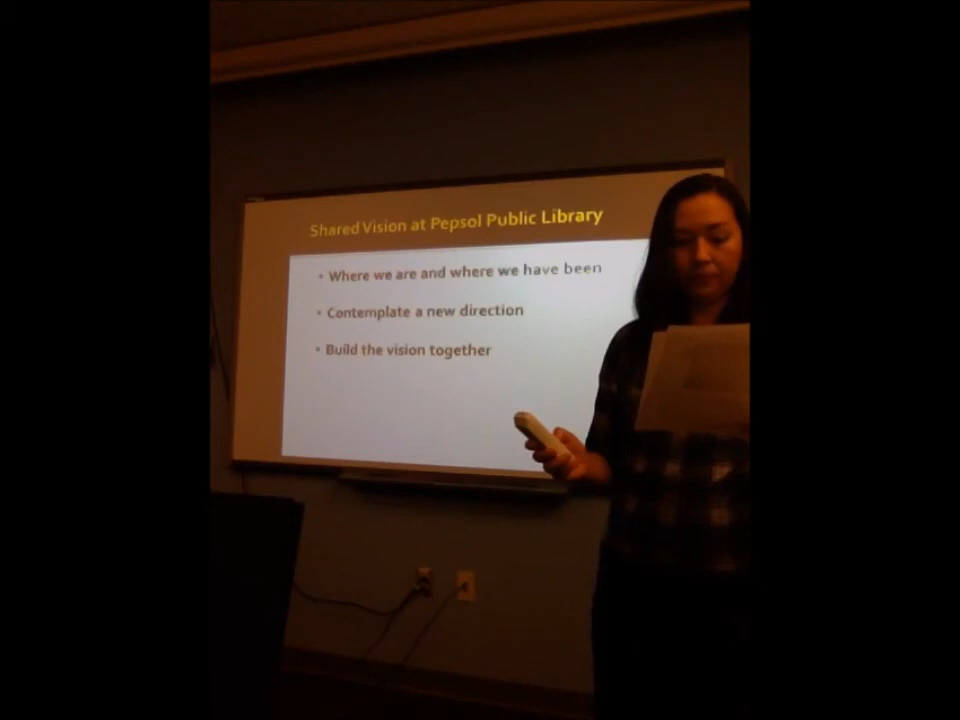 Shared Vision at Pepsol Public Library
• Where we are and where we have been
• Contemplate a new direction
• Build the vision together